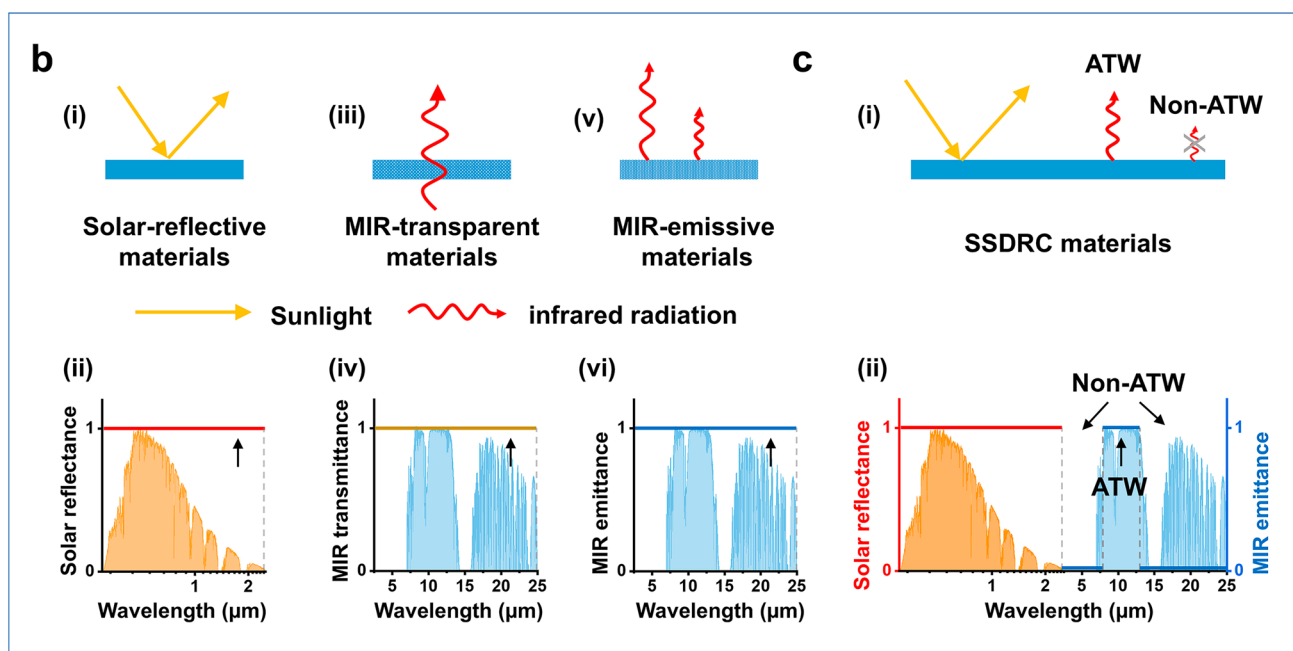 b
c
(i)
(iii)
(v)
(i)
ATW
Non-ATW
Solar-reflective
materials
MIR-transparent
materials
MIR-emissive
materials
SSDRC materials
Sunlight
infrared radiation
(ii)
Solar reflectance
1
0
1
2
Wavelength (μm)
(iv)
MIR transmittance
1
0
5
10
15
20
25
Wavelength (μm)
(vi)
MIR emittance
1
0
5
10
15
20
25
Wavelength (μm)
(ii)
Non-ATW
ATW
Solar reflectance
1
0
1
2
5
10
15
20
25
1
0
MIR emittance
Wavelength (μm)